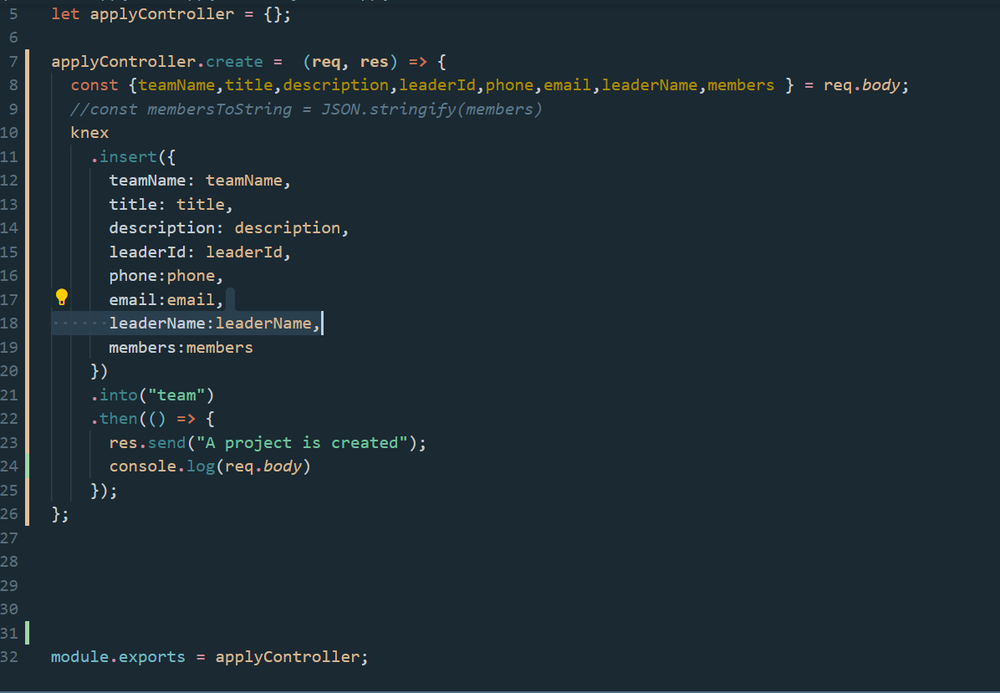 5 let applyController = {};
6
7 applyController.create =  (req, res) => {
8 const {teamName,title,description,leaderId,phone,email,leaderName,members } = req.body;
9 //const membersToString = JSON.stringify(members)
10 knex
11 .insert({
12 teamName: teamName,
13 title: title,
14 description: description,
15 leaderId: leaderId,
16 phone:phone,
17 email:email,
18 ······leaderName:leaderName,
19 members:members
20 })
21 .into("team")
22 .then(() => {
23 res.send("A project is created");
24 console.log(req.body)
25 });
26 };
27
28
29
30
31
32 module.exports = applyController;